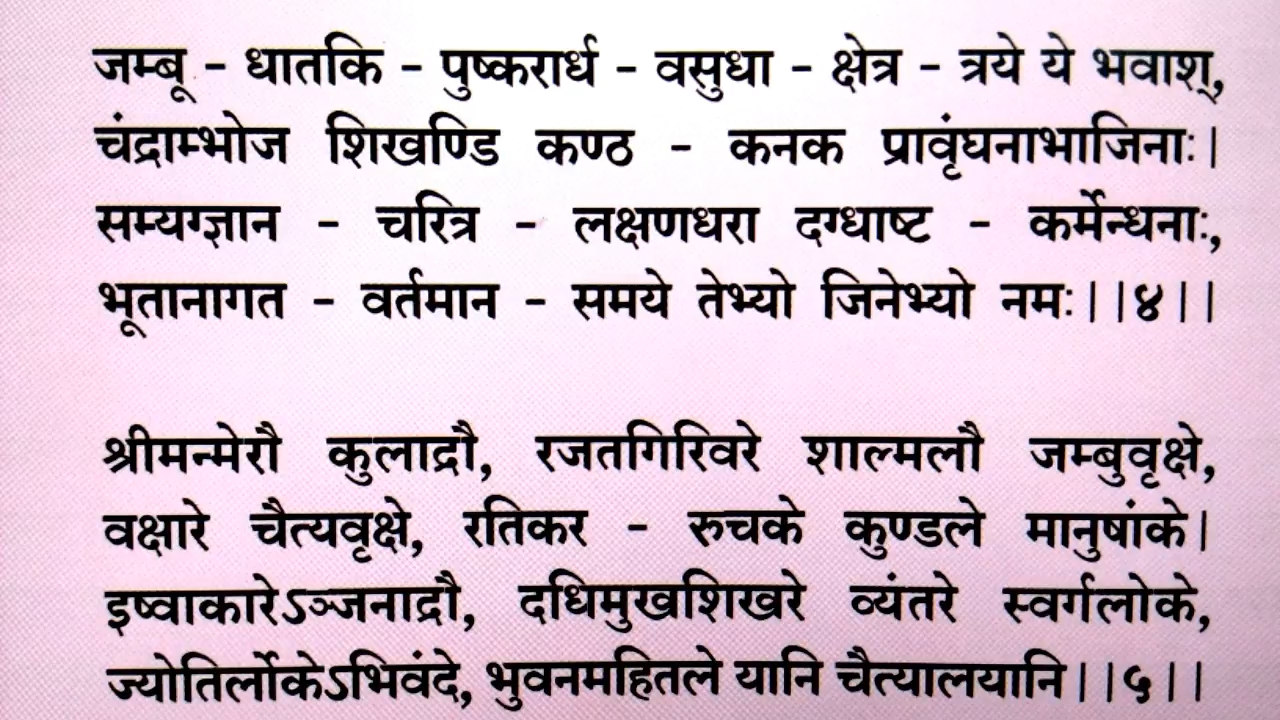 जम्बू - धातकि - पुष्करार्ध - वसुधा - क्षेत्र - त्रये ये भवाश्,
चंद्राम्भोज शिखण्डि कण्ठ - कनक प्रावृंघनाभाजिनाः।
सम्यग्ज्ञान - चरित्र - लक्षणधरा दग्धाष्ट - कर्मेन्धनाः,
भूतानागत - वर्तमान - समये तेभ्यो जिनेभ्यो नमः।।४।।
श्रीमन्मेरौ कुलाद्रौ, रजतगिरिवरे शाल्मलौ जम्बुवृक्षे,
वक्षारे चैत्यवृक्षे, रतिकर - रुचके कुण्डले मानुषांके।
इष्वाकारेऽञ्जनाद्रौ, दधिमुखशिखरे व्यंतरे स्वर्गलोके,
ज्योतिर्लोकेऽभिवंदे, भुवनमहितले यानि चैत्यालयानि।।५।।